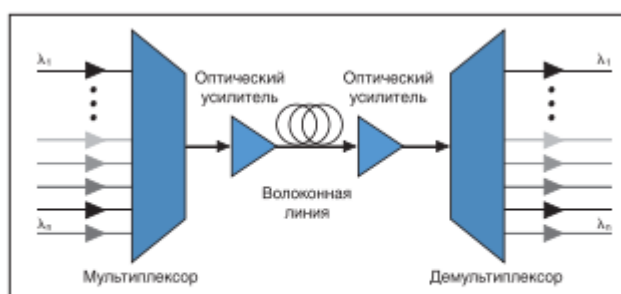 λ₁
Оптический
усилитель
Оптический
усилитель
λ₁
Волоконная
линия
λₙ
λₙ
Мультиплексор
Демультиплексор